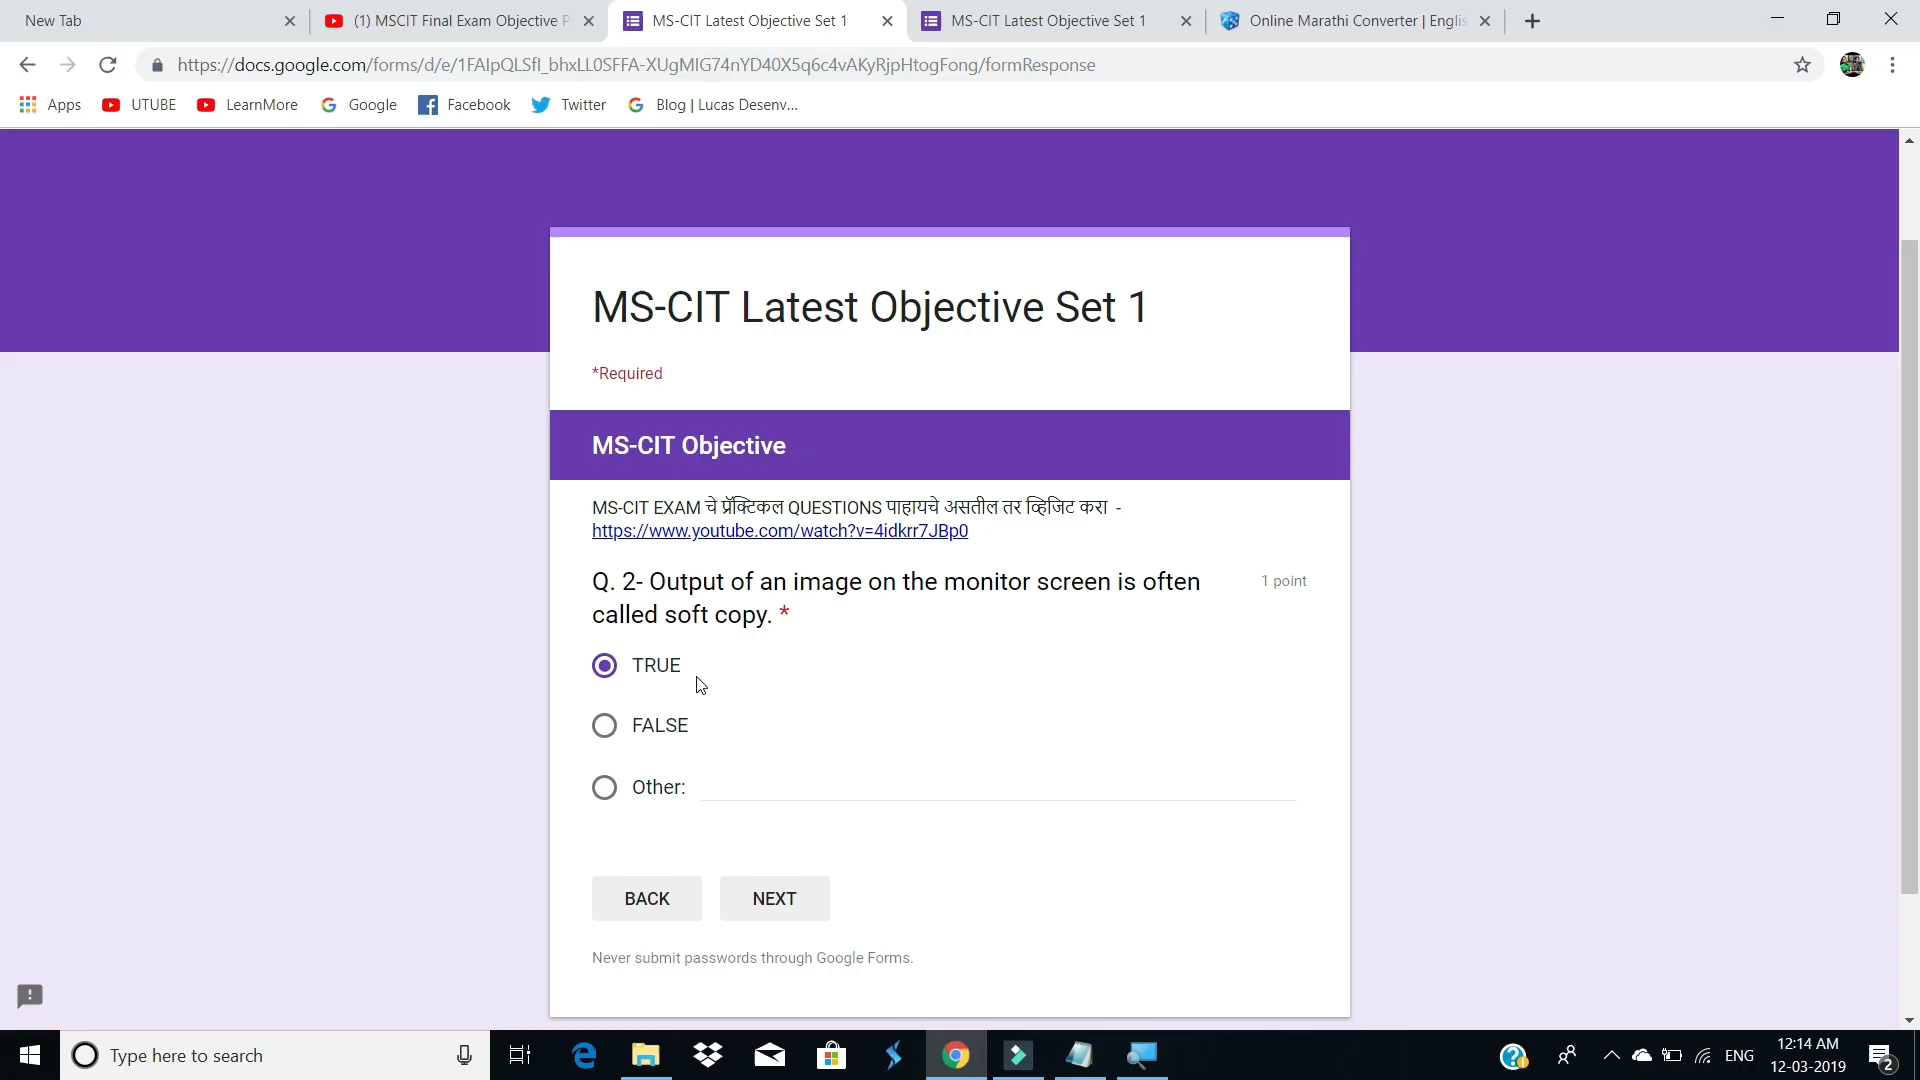 New Tab
(1) MSCIT Final Exam Objective P
MS-CIT Latest Objective Set 1
MS-CIT Latest Objective Set 1
Online Marathi Converter | Englis
https://docs.google.com/forms/d/e/1FAIpQLSfI_bhxLL0SFFA-XUgMIG74nYD40X5q6c4vAKyRjpHtogFong/formResponse
Apps
UTUBE
LearnMore
Google
Facebook
Twitter
Blog | Lucas Desenv...
MS-CIT Latest Objective Set 1
*Required
MS-CIT Objective
MS-CIT EXAM चे प्रॅक्टिकल QUESTIONS पाहायचे असतील तर व्हिजिट करा -
https://www.youtube.com/watch?v=4idkrr7JBp0
Q. 2- Output of an image on the monitor screen is often
1 point
called soft copy. *
TRUE
FALSE
Other:
BACK
NEXT
Never submit passwords through Google Forms.
Type here to search
ENG
12:14 AM
12-03-2019
2